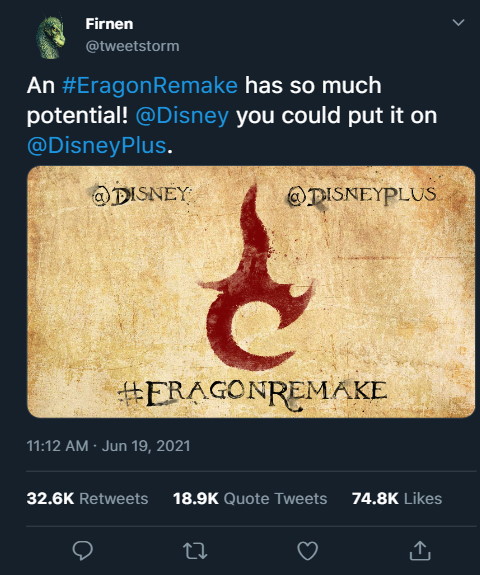 Firnen
@tweetstorm
An #EragonRemake has so much
potential! @Disney you could put it on
@DisneyPlus.
@DISNEY
@DISNEYPLUS
#ERAGONREMAKE
11:12 AM · Jun 19, 2021
32.6K Retweets 18.9K Quote Tweets 74.8K Likes